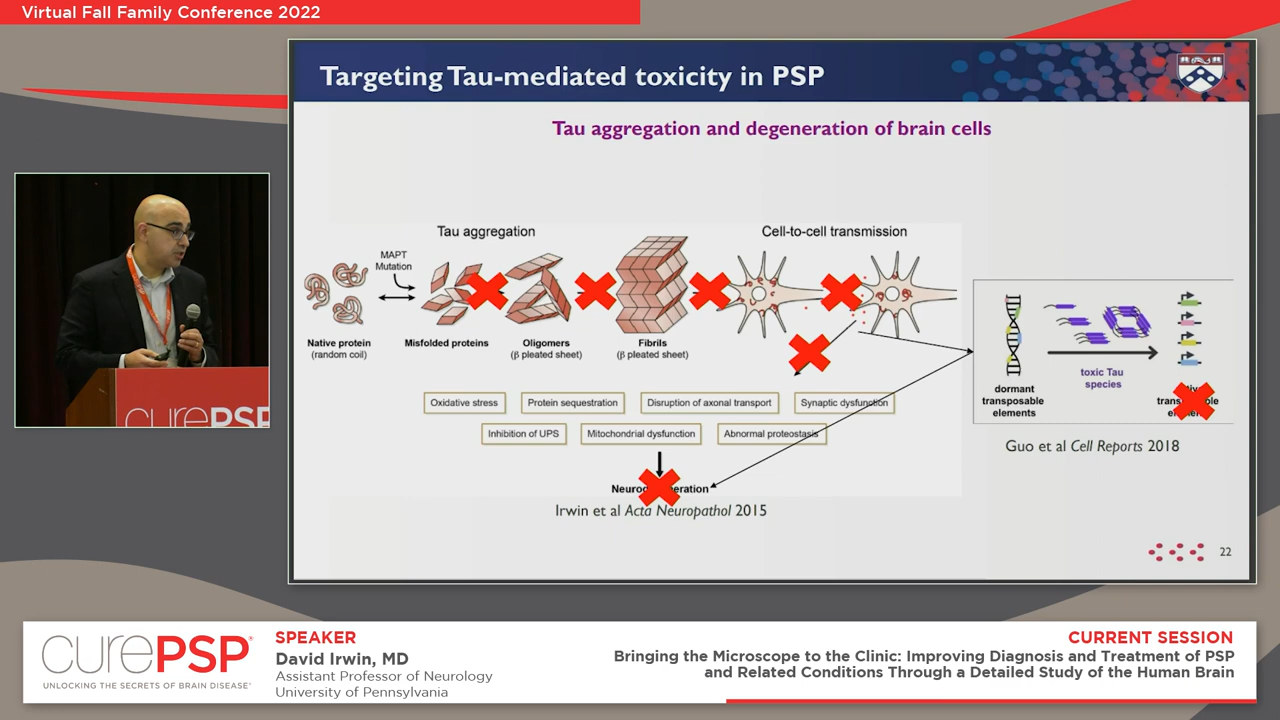 Virtual Fall Family Conference 2022
Targeting Tau-mediated toxicity in PSP
Tau aggregation and degeneration of brain cells
Tau aggregation
Cell-to-cell transmission
MAPT
Mutation
Native protein
(random coil)
Misfolded proteins
Oligomers
(β pleated sheet)
Fibrils
(β pleated sheet)
Oxidative stress
Protein sequestration
Disruption of axonal transport
Synaptic dysfunction
Inhibition of UPS
Mitochondrial dysfunction
Abnormal proteostasis
Irwin et al Acta Neuropathol 2015
dormant
transposable
elements
toxic Tau
species
Guo et al Cell Reports 2018
22
curePSP
curePSP®
UNLOCKING THE SECRETS OF BRAIN DISEASE®
SPEAKER
David Irwin, MD
Assistant Professor of Neurology
University of Pennsylvania
CURRENT SESSION
Bringing the Microscope to the Clinic: Improving Diagnosis and Treatment of PSP
and Related Conditions Through a Detailed Study of the Human Brain